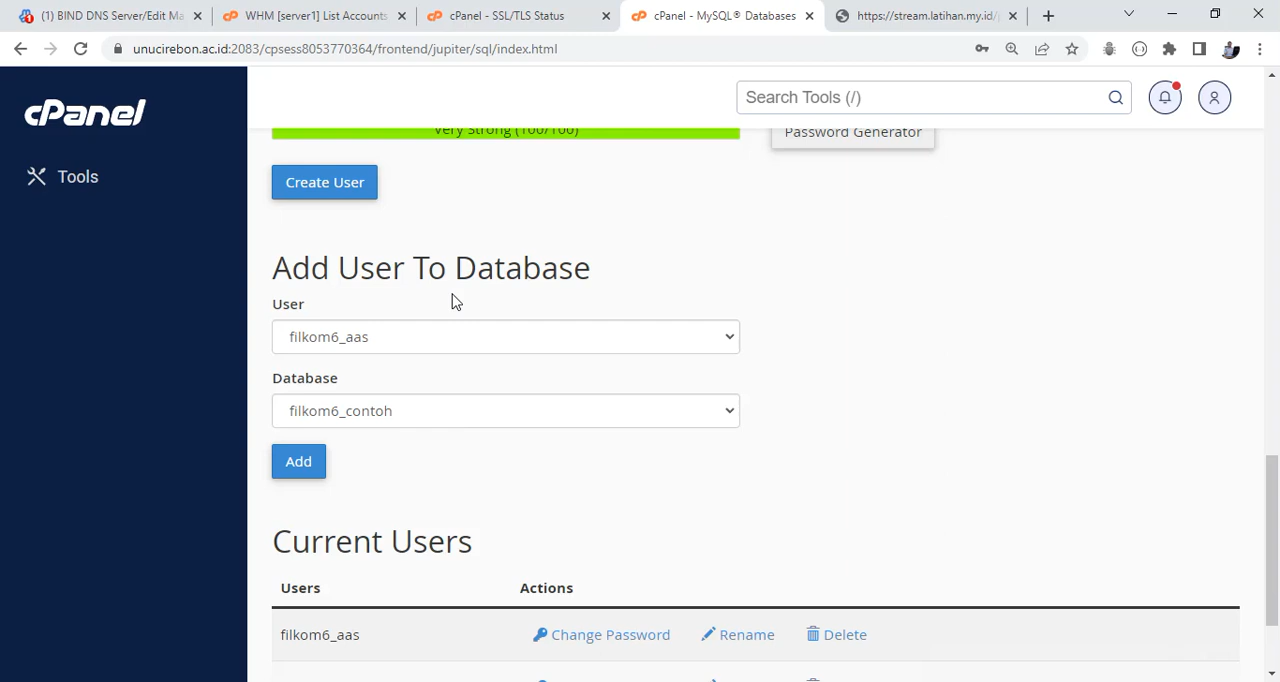 (1) BIND DNS Server/Edit Ma
WHM [server1] List Accounts
cPanel - SSL/TLS Status
cPanel - MySQL® Databases
https://stream.latihan.my.id/
unucirebon.ac.id:2083/cpsess8053770364/frontend/jupiter/sql/index.html
cPanel
Search Tools (/)
Tools
Very Strong (100/100)
Password Generator
Create User
Add User To Database
User
filkom6_aas
Database
filkom6_contoh
Add
Current Users
Users Actions
filkom6_aas Change Password Rename Delete